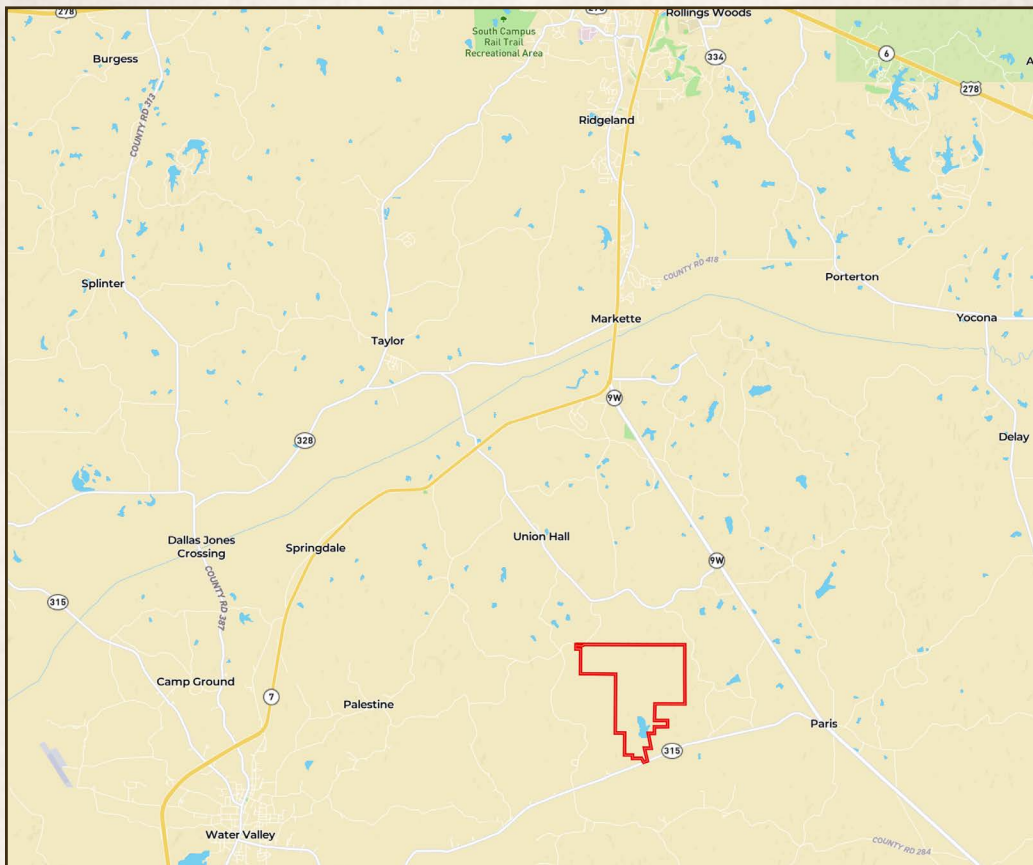 278
278
Rollings Woods
South Campus
Rail Trail
Recreational Area
Burgess
334
6
A
278
COUNTY RD 313
Ridgeland
COUNTY RD 418
Splinter
Porterton
Markette
Yocona
Taylor
9W
328
Delay
Union Hall
Dallas Jones
Crossing
Springdale
9W
COUNTY RD 387
315
Camp Ground
7
Palestine
Paris
315
Water Valley
COUNTY RD 284